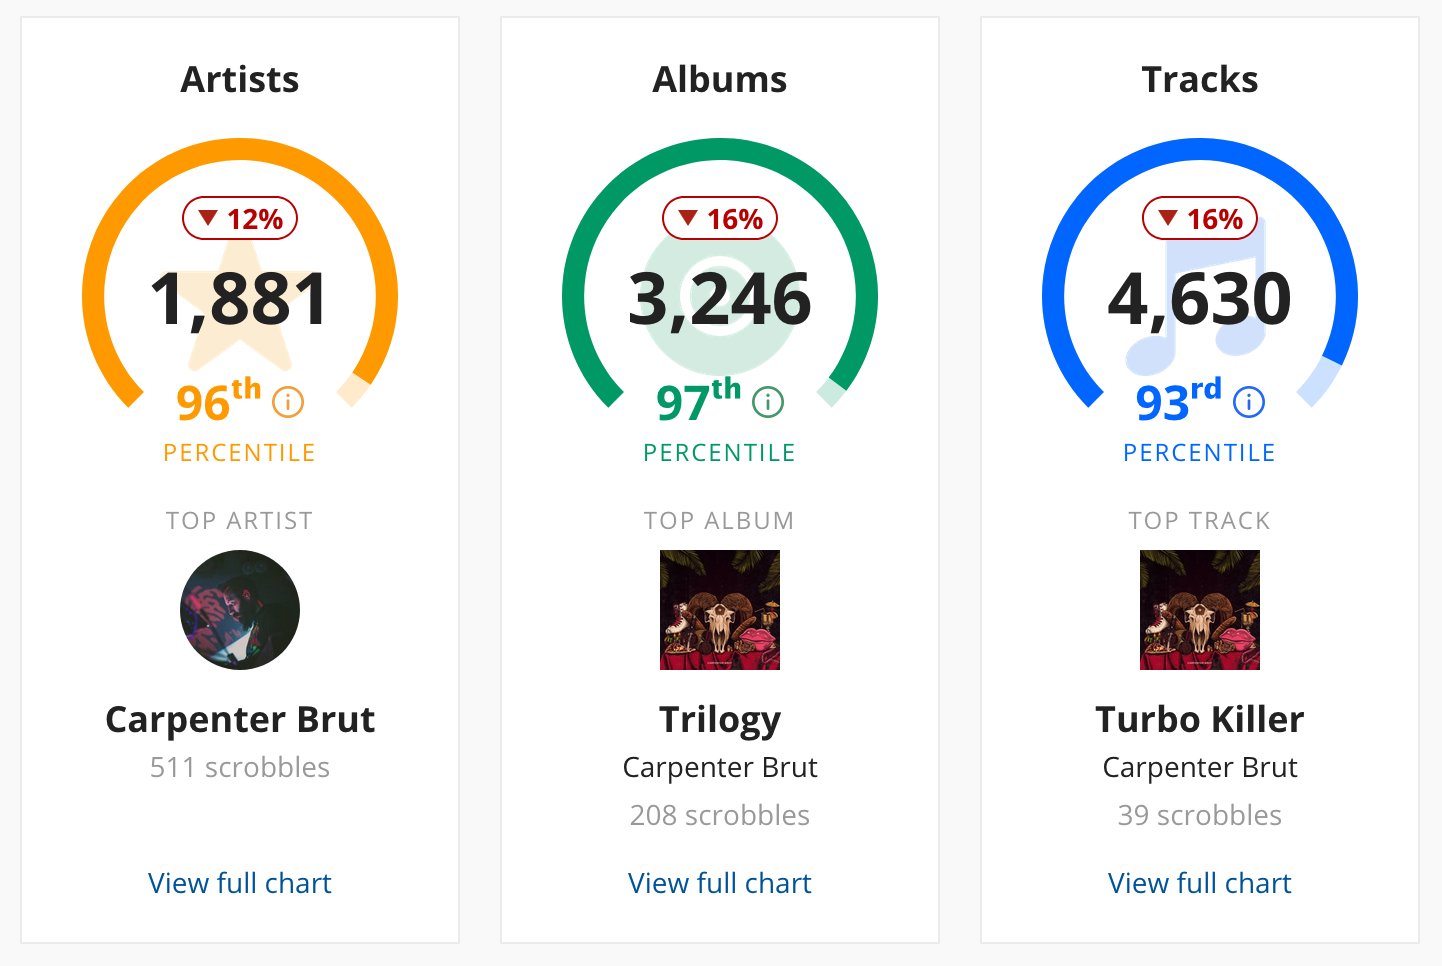 Artists
▼ 12%
1,881
96th
PERCENTILE
TOP ARTIST
Carpenter Brut
511 scrobbles
View full chart
Albums
▼ 16%
3,246
97th
PERCENTILE
TOP ALBUM
Trilogy
Carpenter Brut
208 scrobbles
View full chart
Tracks
▼ 16%
4,630
93rd
PERCENTILE
TOP TRACK
Turbo Killer
Carpenter Brut
39 scrobbles
View full chart